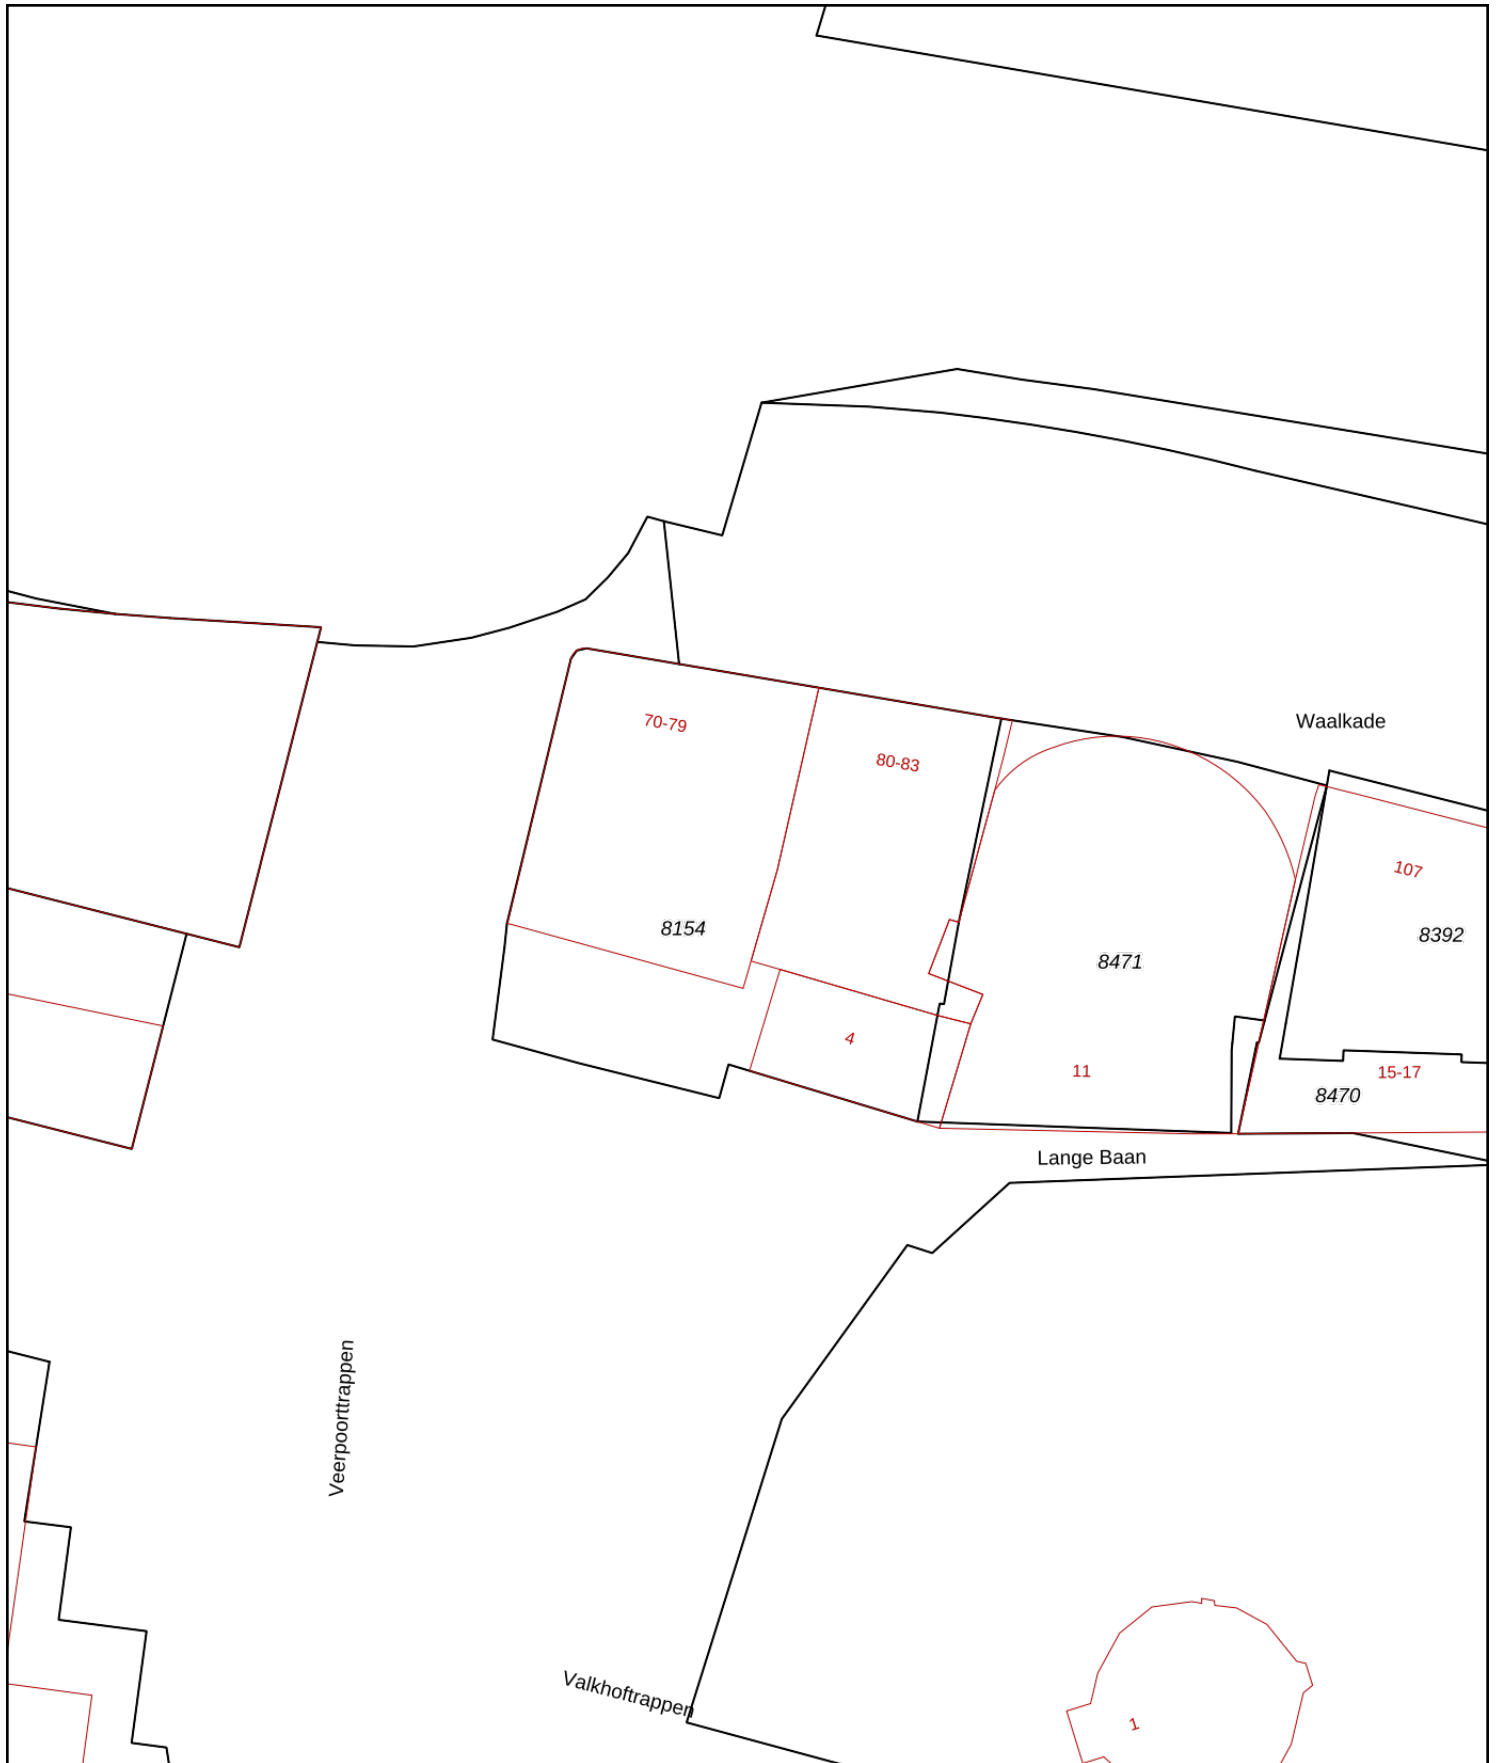 70-79
Waalkade
80-83
107
8154
8392
8471
4
11
15-17
8470
Lange Baan
Veerpoorttrappen
Valkhoftrappen
1